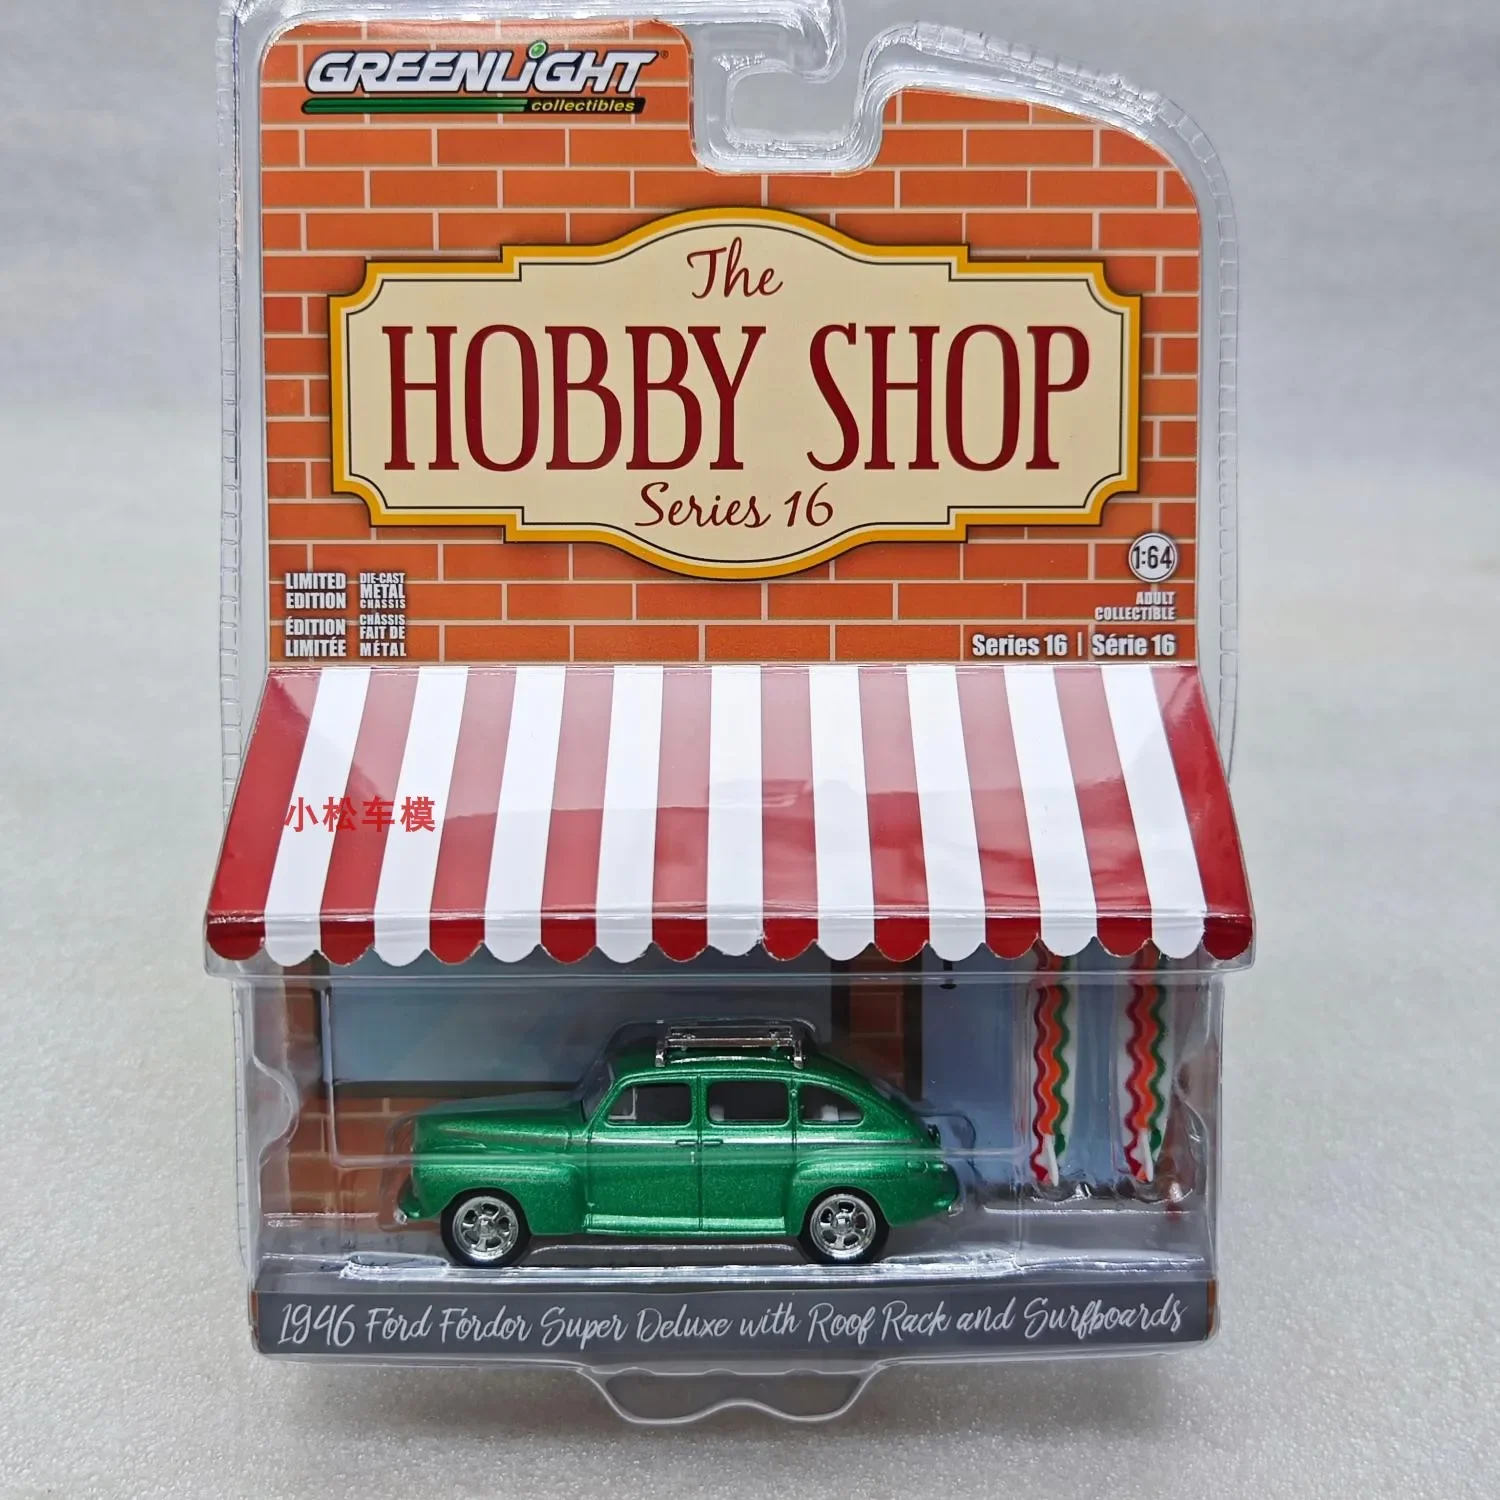 GREENLiGHT®
collectibles
The
HOBBY SHOP
Series 16
1:64
ADULT
COLLECTIBLE
LIMITED
EDITION
ÉDITION
LIMITÉE
DIE-CAST
METAL
CHASSIS
CHÂSSIS
FAIT DE
MÉTAL
Series 16 | Série 16
小松车模
1946 Ford Fordor Super Deluxe with Roof Rack and Surfboards